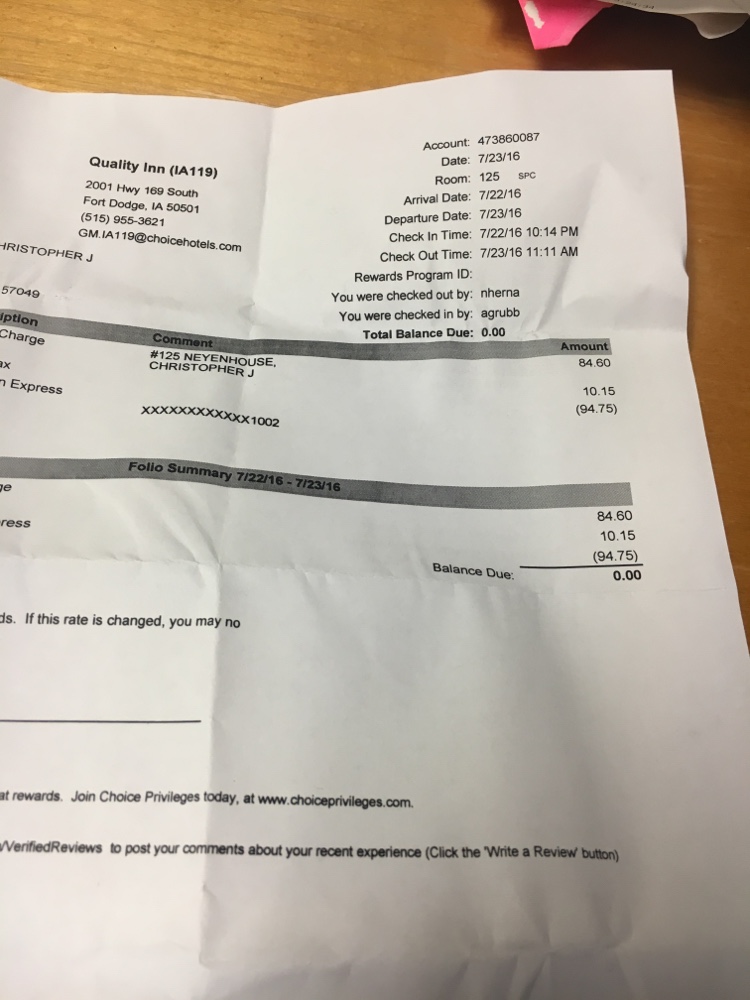 Quality Inn (IA119)
2001 Hwy 169 South
Fort Dodge, IA 50501
(515) 955-3621
GM.IA119@choicehotels.com
Account: 473860087
Date: 7/23/16
Room: 125 SPC
Arrival Date: 7/22/16
Departure Date: 7/23/16
Check In Time: 7/22/16 10:14 PM
Check Out Time: 7/23/16 11:11 AM
Rewards Program ID:
You were checked out by: nherna
You were checked in by: agrubb
Total Balance Due: 0.00
HRISTOPHER J
57049
iption Comment Amount
Charge #125 NEYENHOUSE, 84.60
CHRISTOPHER J
ax 10.15
n Express (94.75)
XXXXXXXXXXXX1002
Folio Summary 7/22/16 - 7/23/16
ge 84.60
10.15
ress (94.75)
Balance Due: 0.00
ds. If this rate is changed, you may no
at rewards. Join Choice Privileges today, at www.choiceprivileges.com.
/VerifiedReviews to post your comments about your recent experience (Click the 'Write a Review' button)